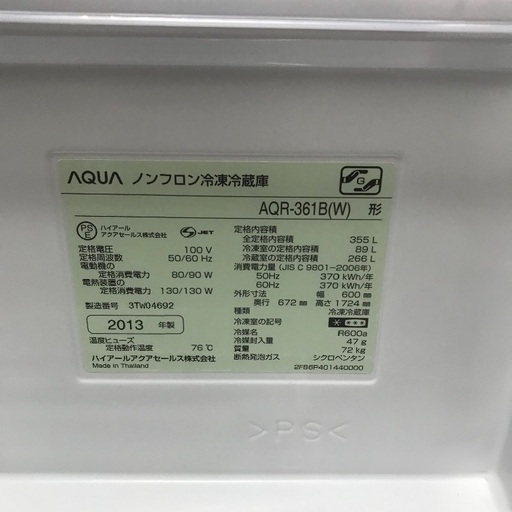 AQUA ノンフロン冷凍冷蔵庫
AQR-361B(W) 形
PS
E
ハイアール
アクアセールス株式会社
JET
定格電圧 100 V
定格周波数 50/60 Hz
電動機の
定格消費電力 80/90 W
電熱装置の
定格消費電力 130/130 W
製造番号 3TW04692
2013 年製
温度ヒューズ
定格動作温度 76℃
ハイアールアクアセールス株式会社
Made in Thailand
定格内容積
全定格内容積 355 L
冷凍室の定格内容積 89 L
冷蔵室の定格内容積 266 L
消費電力量 (JIS C 9801-2006年)
50Hz 370 kWh/年
60Hz 370 kWh/年
外形寸法 幅 600 mm
奥行 672 mm 高さ 1724 mm
種類 冷凍冷蔵庫
冷凍室の記号
冷媒名 R600a
冷媒封入量 47 g
質量 72 kg
断熱発泡ガス シクロペンタン
2FB6P401440000
>PS<